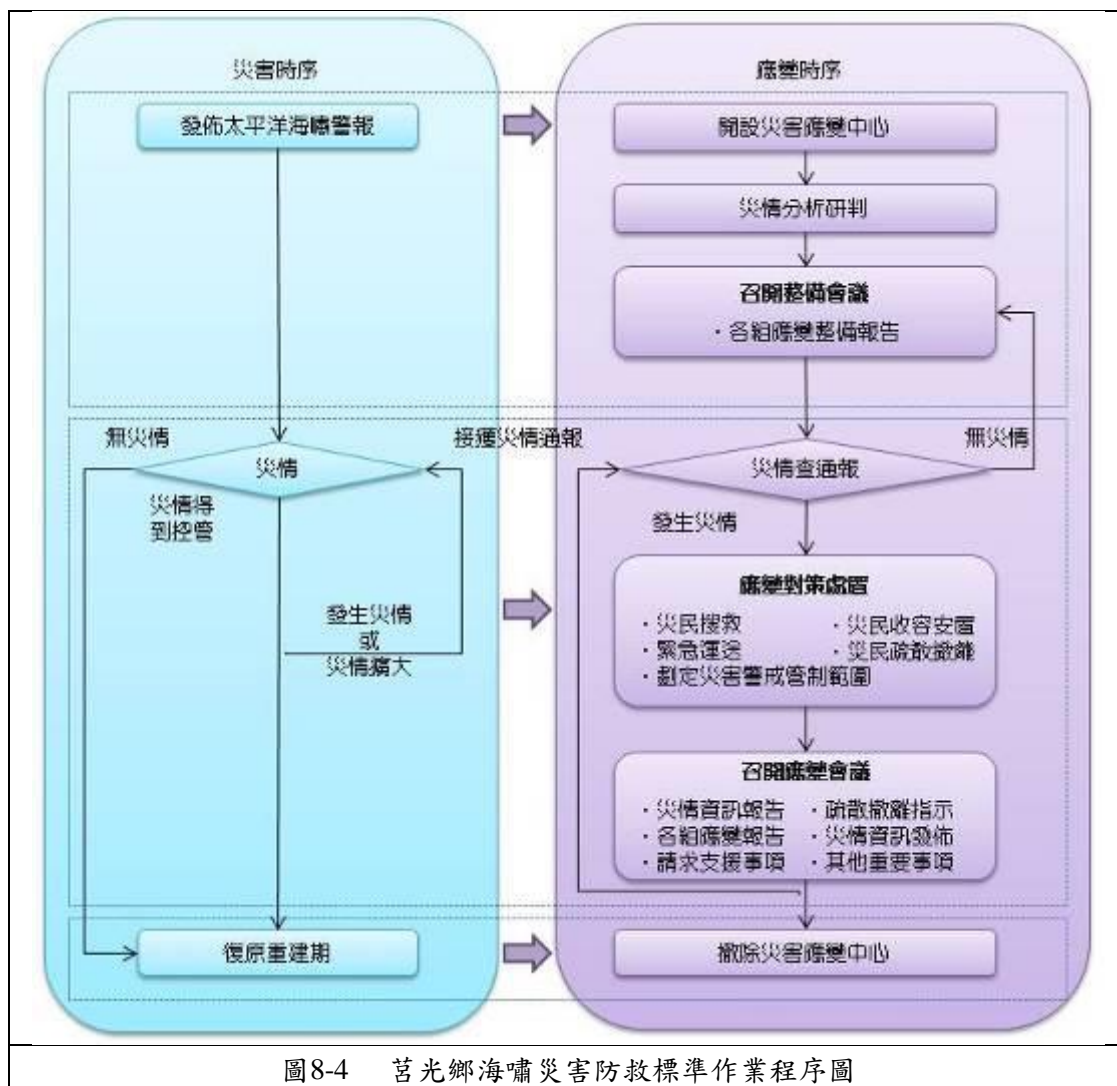 災害時序
發佈太平洋海嘯警報
無災情
災情
接獲災情通報
災情得
到控管
發生災情
或
災情擴大
復原重建期
應變時序
開設災害應變中心
災情分析研判
召開整備會議
・各組應變整備報告
災情查通報
無災情
發生災情
應變對策處置
・災民搜救 ・災民收容安置
・緊急運送 ・災民疏散撤離
・劃定災害警戒管制範圍
召開應變會議
・災情資訊報告 ・疏散撤離指示
・各組應變報告 ・災情資訊發佈
・請求支援事項 ・其他重要事項
撤除災害應變中心
圖8-4 莒光鄉海嘯災害防救標準作業程序圖